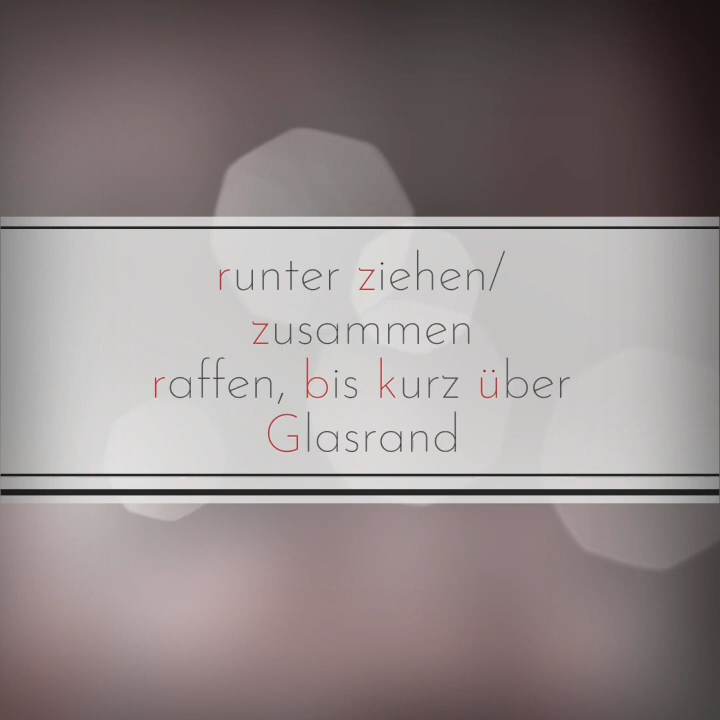 runter ziehen/
zusammen
raffen, bis kurz über
Glasrand